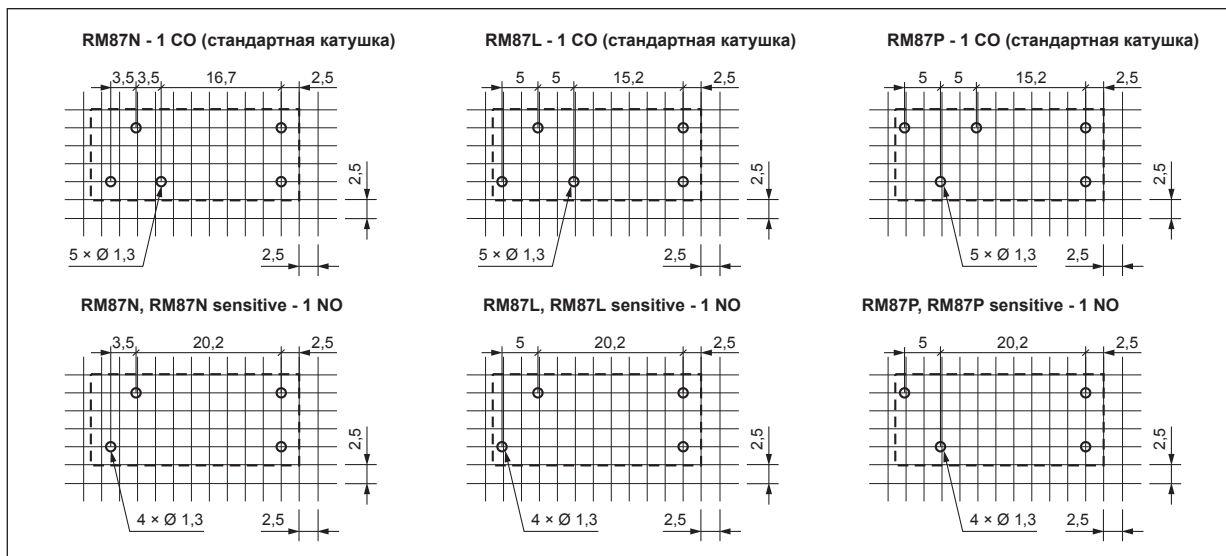 RM87N - 1 CO (стандартная катушка)
3,5 3,5 16,7 2,5
2,5
5 × Ø 1,3
2,5
RM87L - 1 CO (стандартная катушка)
5 5 15,2 2,5
2,5
5 × Ø 1,3
2,5
RM87P - 1 CO (стандартная катушка)
5 5 15,2 2,5
2,5
5 × Ø 1,3
2,5
RM87N, RM87N sensitive - 1 NO
3,5 20,2 2,5
2,5
4 × Ø 1,3
2,5
RM87L, RM87L sensitive - 1 NO
5 20,2 2,5
2,5
4 × Ø 1,3
2,5
RM87P, RM87P sensitive - 1 NO
5 20,2 2,5
2,5
4 × Ø 1,3
2,5